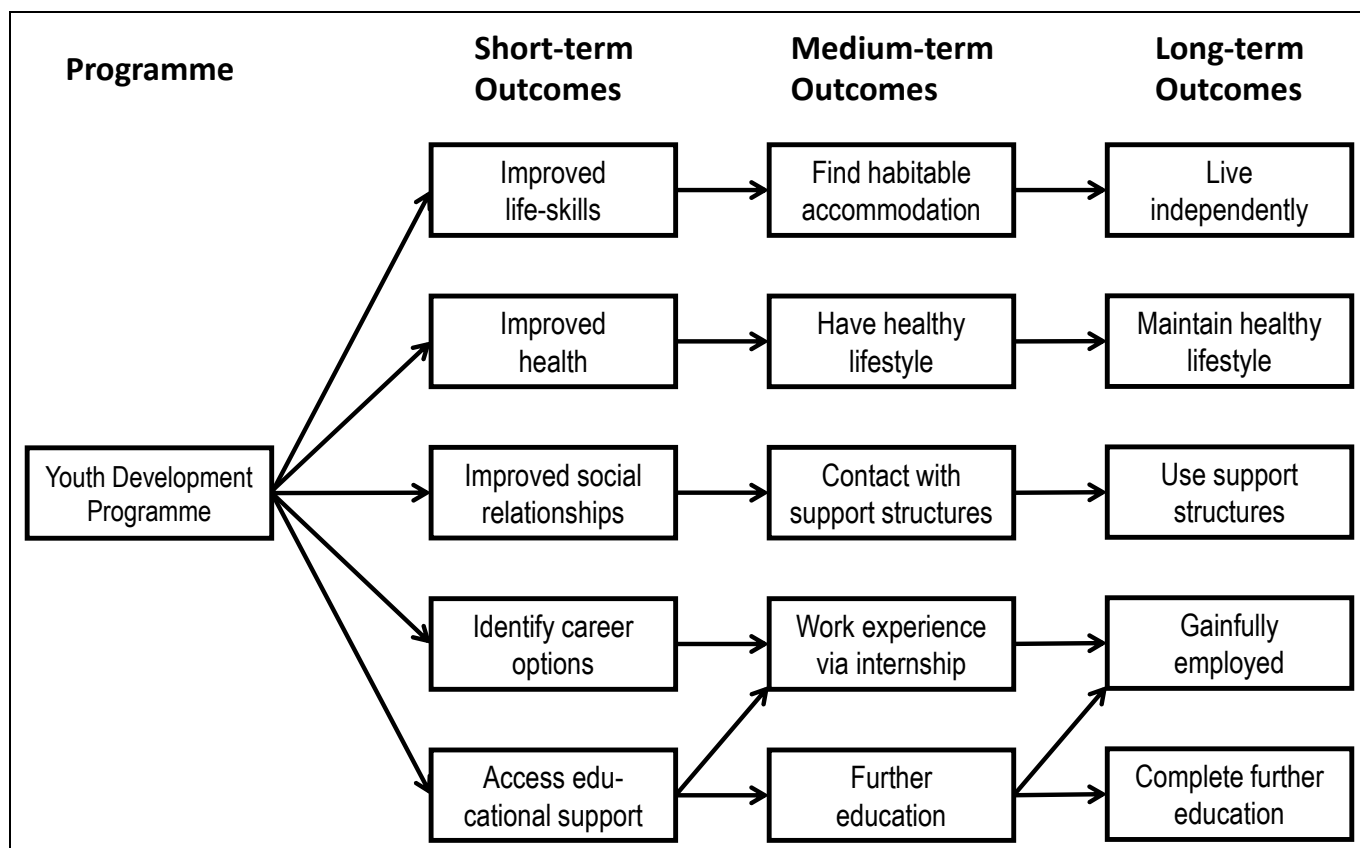 Programme
Short-term
Outcomes
Medium-term
Outcomes
Long-term
Outcomes
Improved
life-skills
Find habitable
accommodation
Live
independently
Improved
health
Have healthy
lifestyle
Maintain healthy
lifestyle
Youth Development
Programme
Improved social
relationships
Contact with
support structures
Use support
structures
Identify career
options
Work experience
via internship
Gainfully
employed
Access edu-
cational support
Further
education
Complete further
education